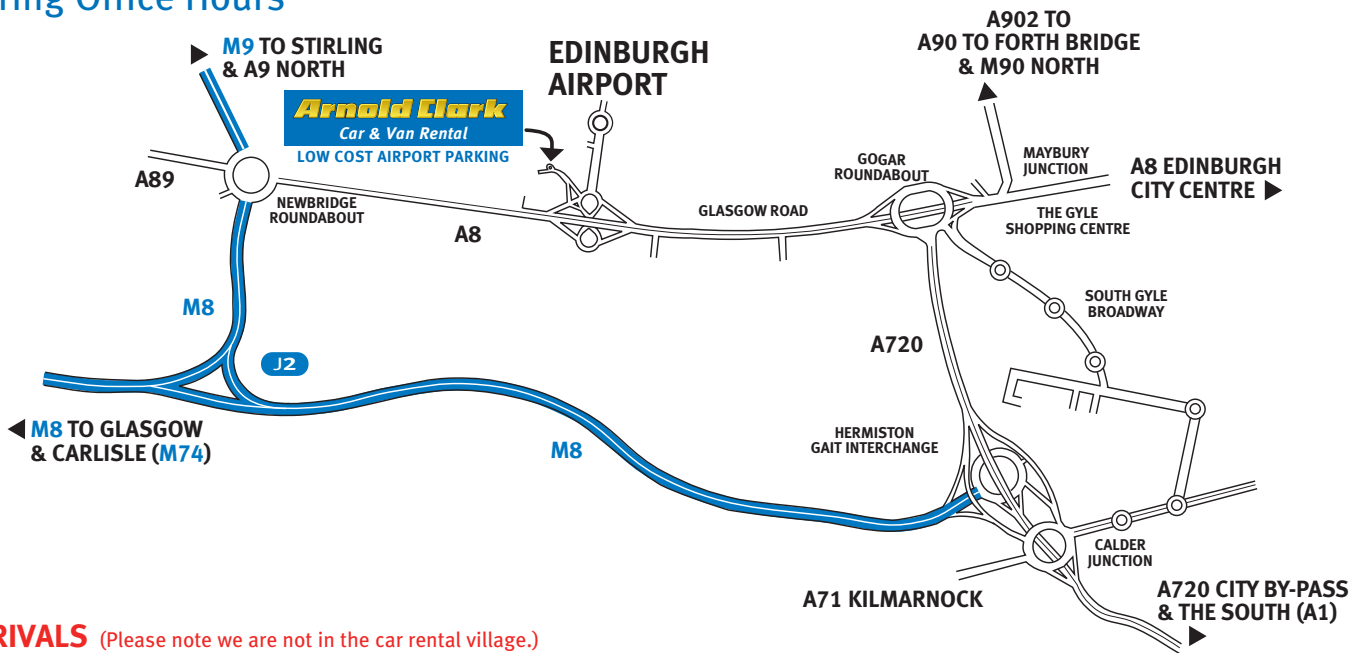 ring Office Hours
M9 TO STIRLING
& A9 NORTH
EDINBURGH
AIRPORT
A902 TO
A90 TO FORTH BRIDGE
& M90 NORTH
Arnold Clark
Car & Van Rental
LOW COST AIRPORT PARKING
A89
NEWBRIDGE
ROUNDABOUT
A8
GLASGOW ROAD
GOGAR
ROUNDABOUT
MAYBURY
JUNCTION
A8 EDINBURGH
CITY CENTRE
THE GYLE
SHOPPING CENTRE
M8
J2
A720
SOUTH GYLE
BROADWAY
M8 TO GLASGOW
& CARLISLE (M74)
M8
HERMISTON
GAIT INTERCHANGE
CALDER
JUNCTION
A71 KILMARNOCK
A720 CITY BY-PASS
& THE SOUTH (A1)
RIVALS (Please note we are not in the car rental village.)